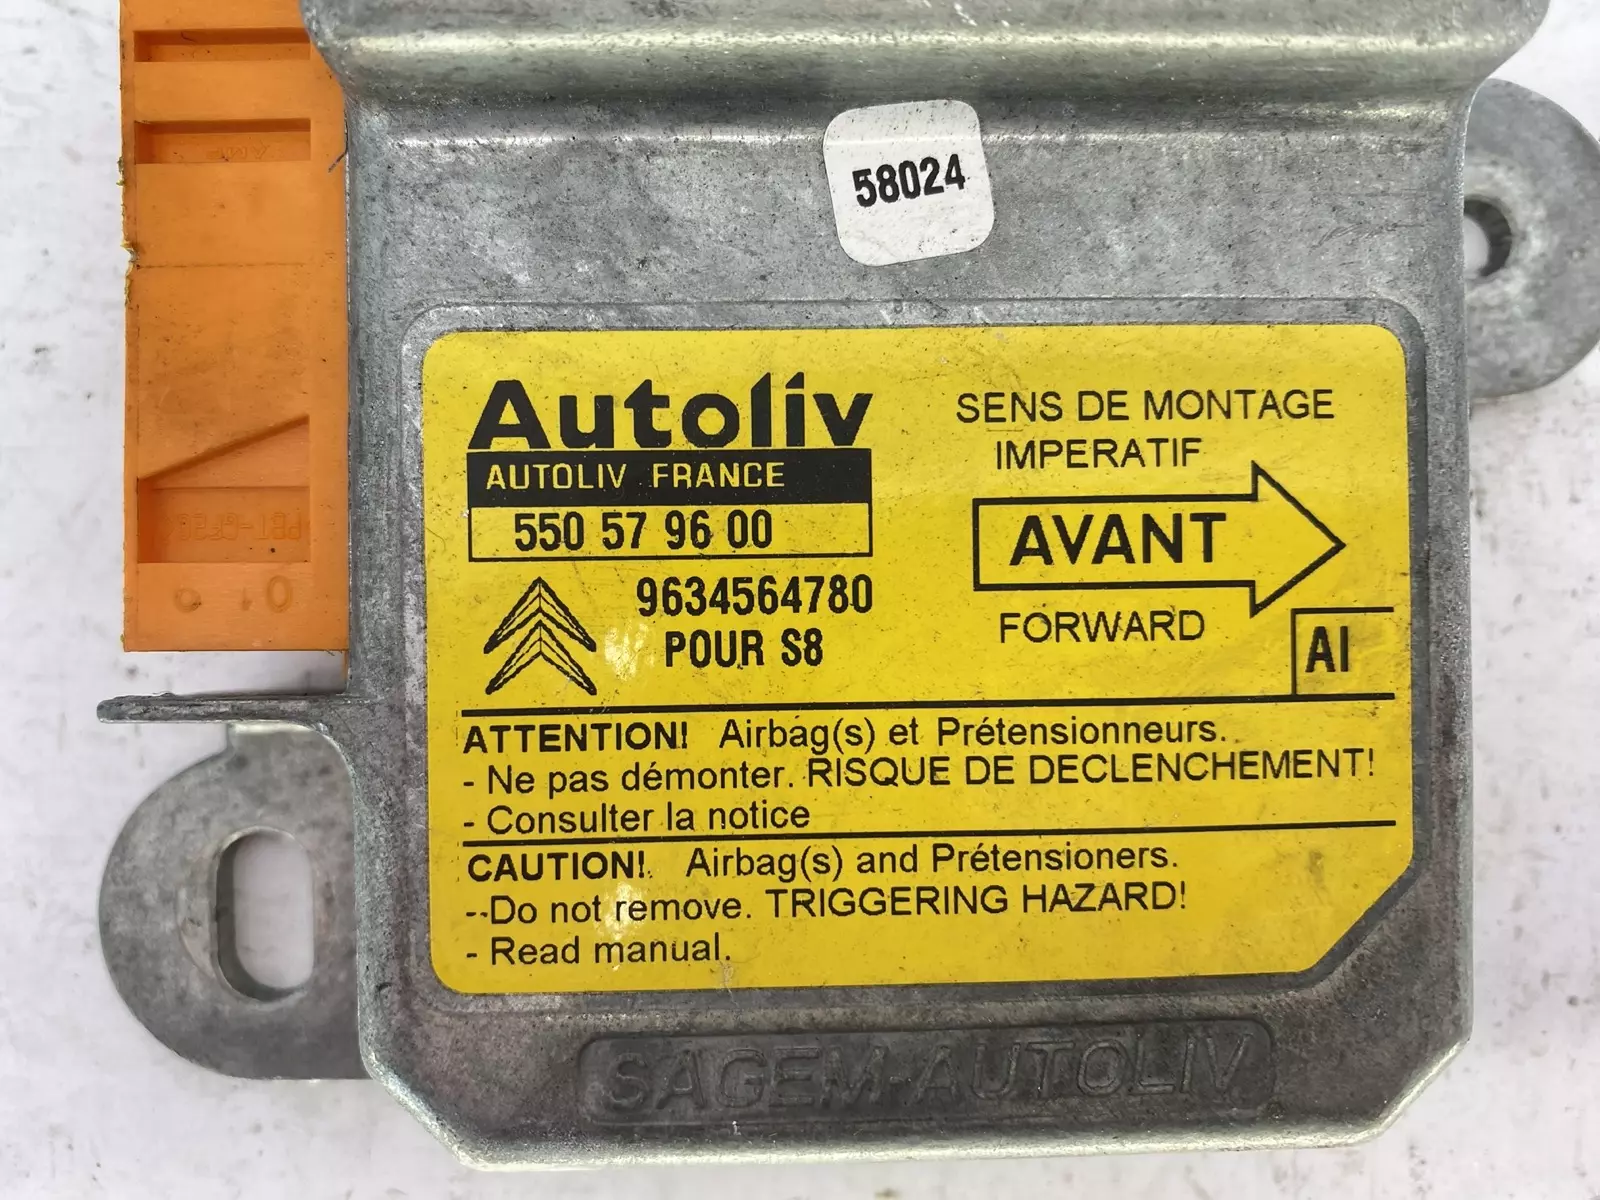 58024
Autoliv
AUTOLIV FRANCE
550 57 96 00
9634564780
POUR S8
SENS DE MONTAGE
IMPERATIF
AVANT
FORWARD
AI
ATTENTION! Airbag(s) et Prétensionneurs.
- Ne pas démonter. RISQUE DE DECLENCHEMENT!
- Consulter la notice
CAUTION! Airbag(s) and Prétensioners.
- Do not remove. TRIGGERING HAZARD!
- Read manual.
SAGEM-AUTOLIV